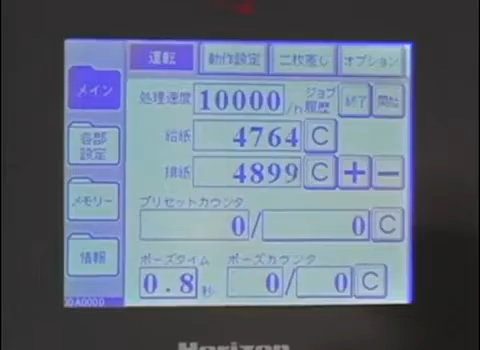 運転 動作設定 二枚差し オプション
メイン
処理速度 10000/h ジョブ履歴 終了 開始
給紙 4764 C
各部設定
排紙 4899 C + −
メモリー
プリセットカウンタ
0/ 0 C
情報
ポーズタイム ポーズカウンタ
0.8秒 0/ 0 C
Horizon